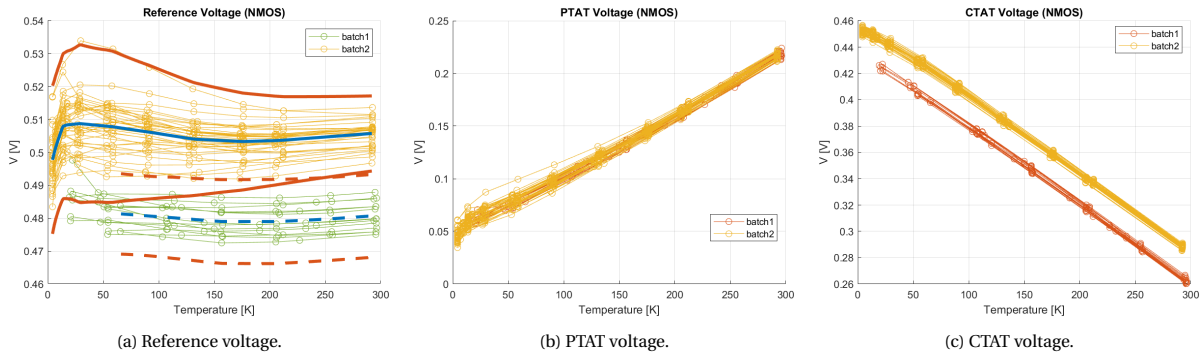 Reference Voltage (NMOS)
0.54
0.53
0.52
0.51
0.5
0.49
0.48
0.47
0.46
V [V]
0
50
100
150
200
250
300
Temperature [K]
batch1
batch2
(a) Reference voltage.
PTAT Voltage (NMOS)
0.25
0.2
0.15
0.1
0.05
0
V [V]
0
50
100
150
200
250
300
Temperature [K]
batch1
batch2
(b) PTAT voltage.
CTAT Voltage (NMOS)
0.46
0.44
0.42
0.4
0.38
0.36
0.34
0.32
0.3
0.28
0.26
V [V]
0
50
100
150
200
250
300
Temperature [K]
batch1
batch2
(c) CTAT voltage.